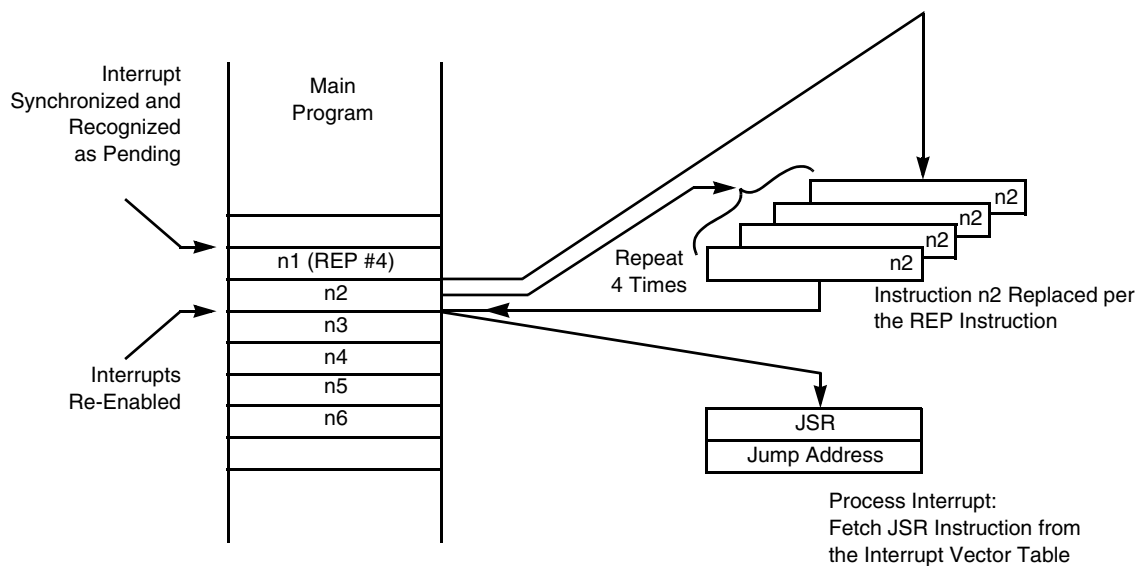 Interrupt
Synchronized and
Recognized
as Pending
Main
Program
n1 (REP #4)
n2
n3
n4
n5
n6
Interrupts
Re-Enabled
Repeat
4 Times
n2
n2
n2
n2
Instruction n2 Replaced per
the REP Instruction
JSR
Jump Address
Process Interrupt:
Fetch JSR Instruction from
the Interrupt Vector Table